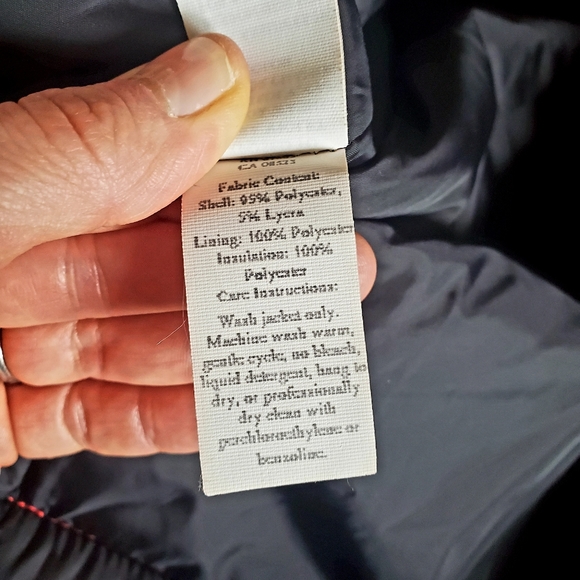 Fabric Content:
Shell: 95% Polyester,
5% Lycra
Lining: 100% Polyester
Insulation: 100%
Polyester
Care Instructions:
Wash jacket only.
Machine wash warm,
gentle cycle, no bleach,
liquid detergent, hang to
dry, or professionally
dry clean with
perchloroethylene or
benzoline.